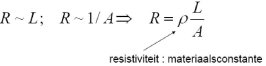 R ~ L; R ~ 1/A ⇒ R = ρ L/A
resistiviteit : materiaalsconstante